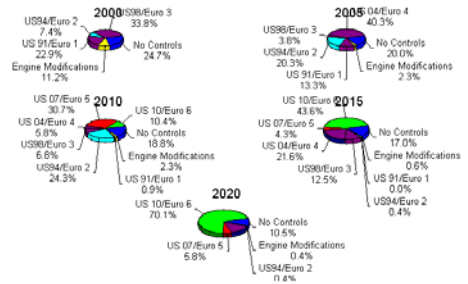 2000
US94/Euro 2
7.4%
US98/Euro 3
33.8%
US 91/Euro 1
22.9%
No Controls
24.7%
Engine Modifications
11.2%
2005
04/Euro 4
40.3%
US98/Euro 3
3.8%
US94/Euro 2
20.3%
No Controls
20.0%
US 91/Euro 1
13.3%
Engine Modifications
2.3%
2010
US 07/Euro 5
30.7%
US 10/Euro 6
10.4%
US 04/Euro 4
5.8%
No Controls
18.8%
US98/Euro 3
6.8%
Engine Modifications
2.3%
US94/Euro 2
24.3%
US 91/Euro 1
0.9%
2015
US 10/E 6
43.6%
US 07/Euro 5
4.3%
No Controls
17.0%
US 04/Euro 4
21.6%
Engine Modifications
0.6%
US98/Euro 3
12.5%
US 91/Euro 1
0.0%
US94/Euro 2
0.4%
2020
US 10/Euro 6
70.1%
No Controls
10.5%
US 07/Euro 5
5.8%
Engine Modifications
0.4%
US94/Euro 2
0.4%